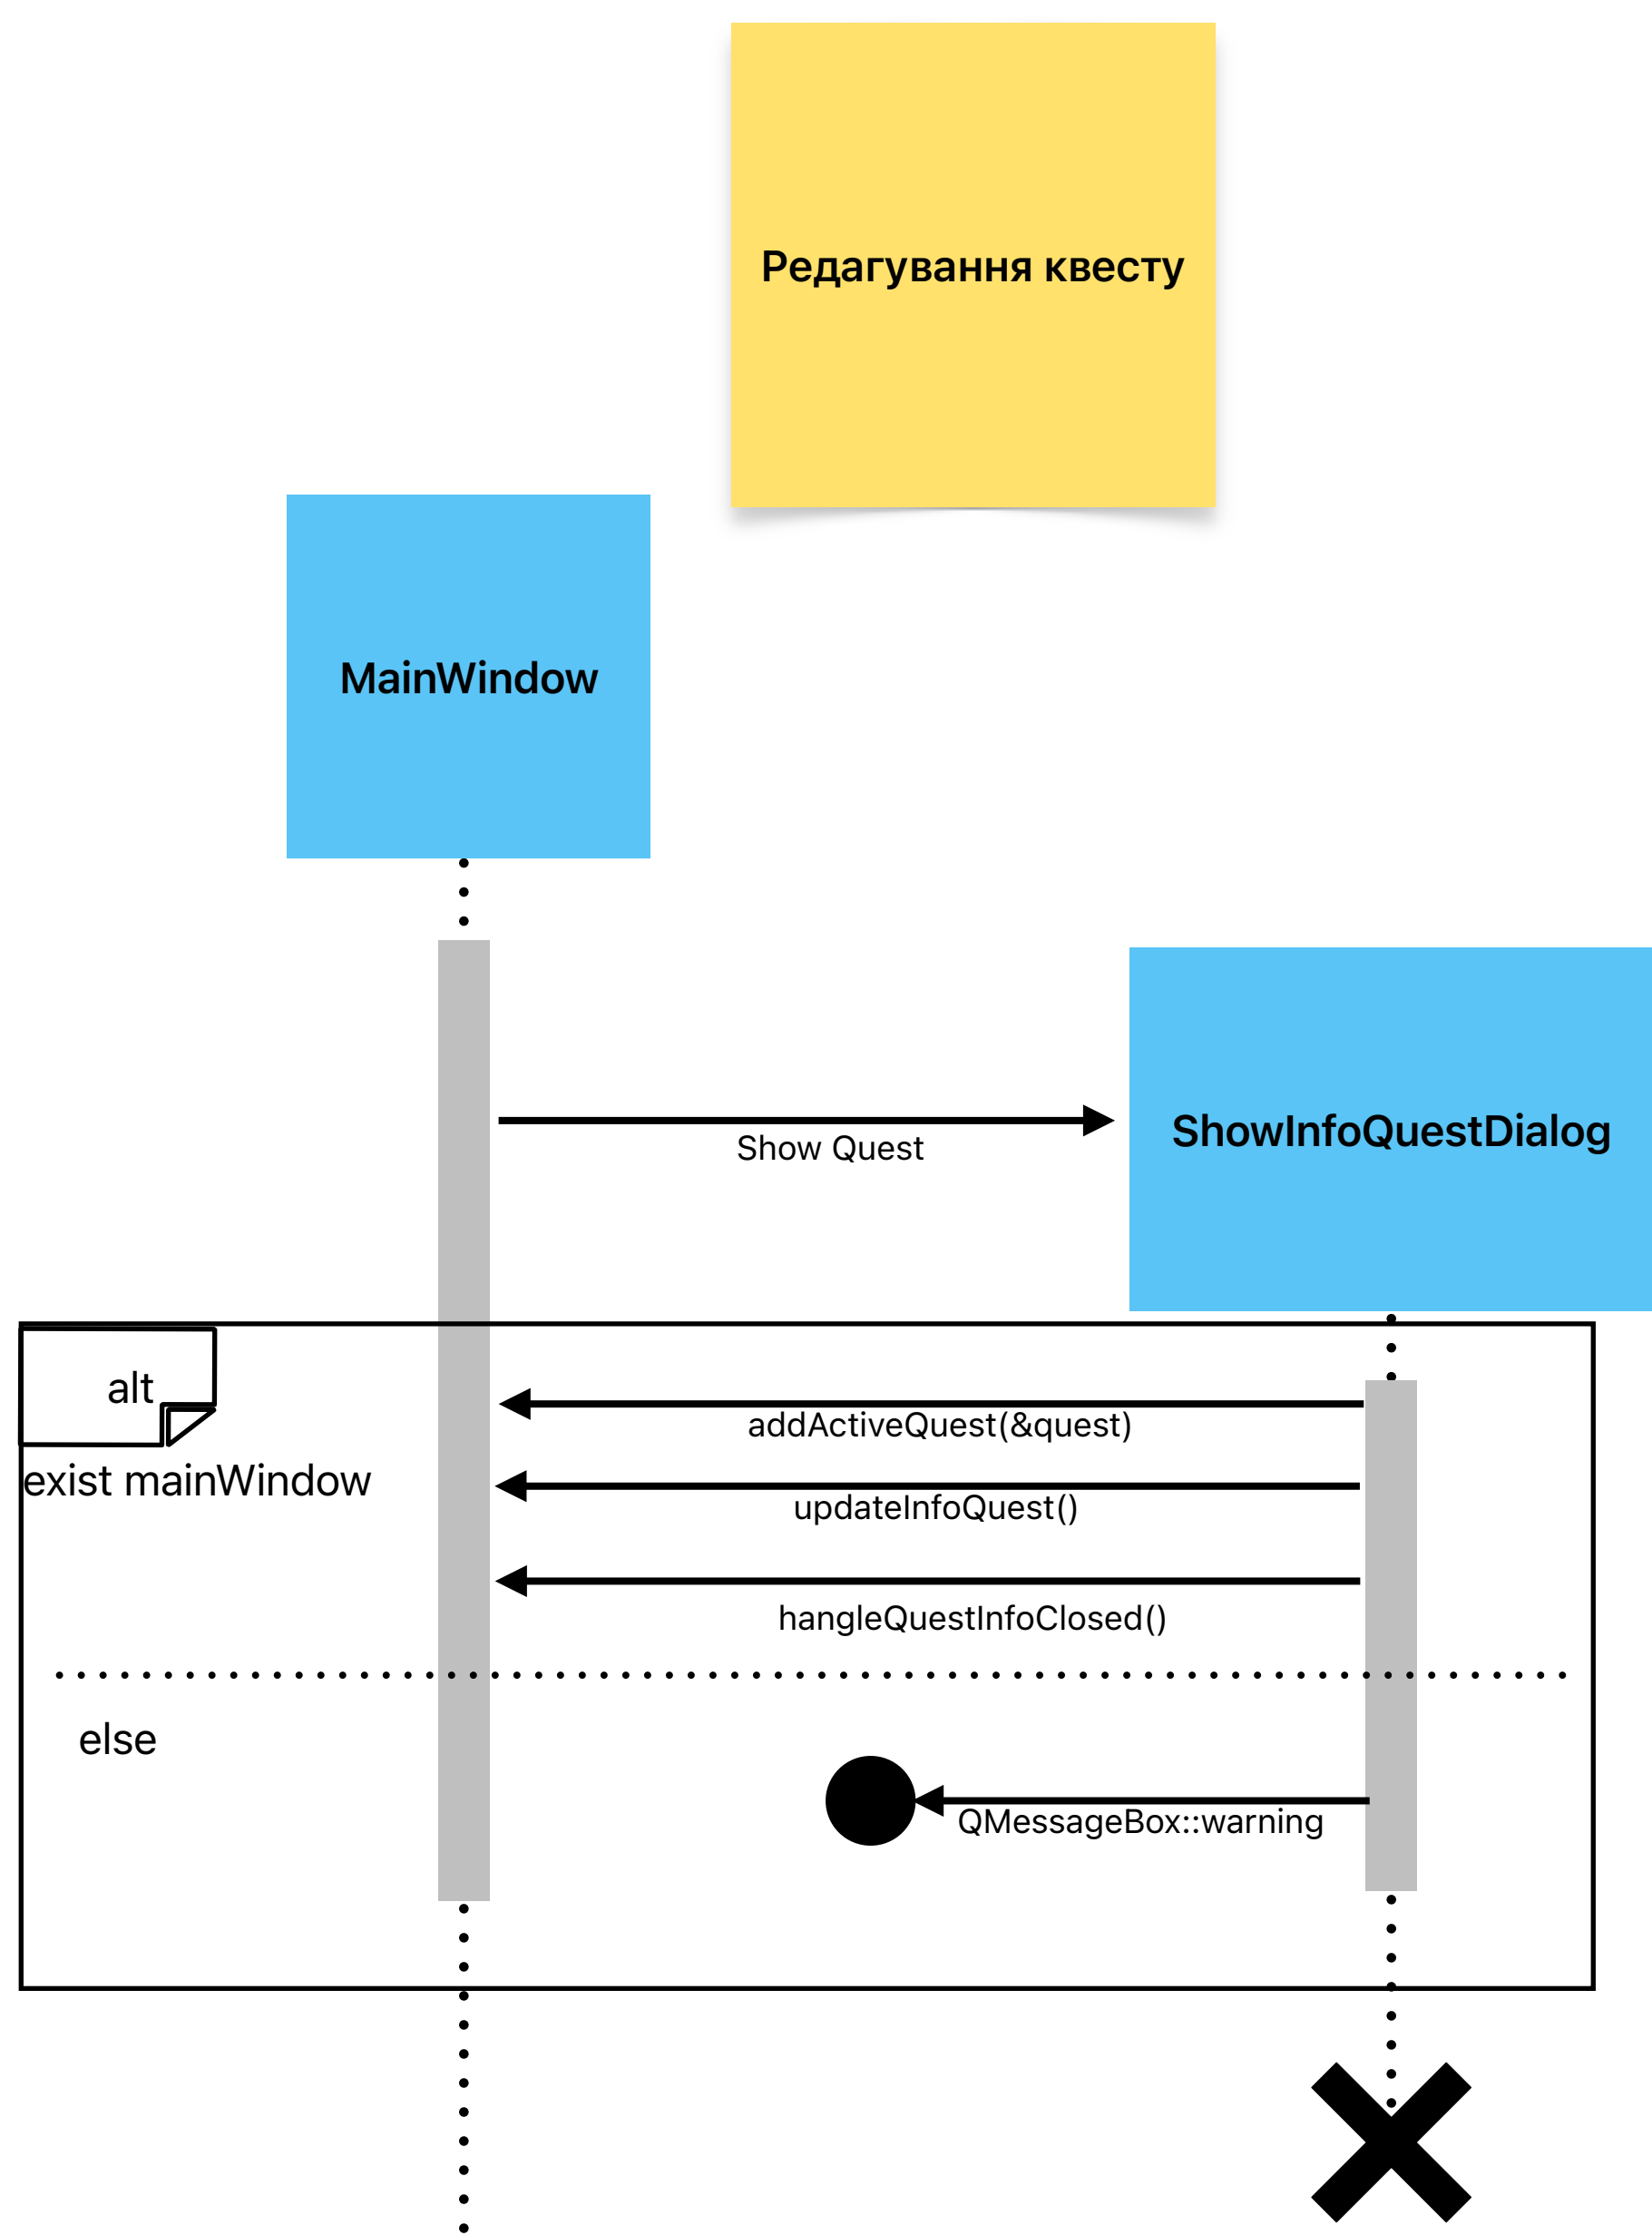 Редагування квесту
MainWindow
ShowInfoQuestDialog
Show Quest
alt
addActiveQuest(&quest)
exist mainWindow
updateInfoQuest()
hangleQuestInfoClosed()
else
QMessageBox::warning